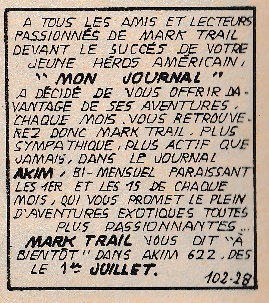 A TOUS LES AMIS ET LECTEURS
PASSIONNÉS DE MARK TRAIL
DEVANT LE SUCCÈS DE VOTRE
JEUNE HÉROS AMÉRICAIN,
" MON JOURNAL "
A DÉCIDÉ DE VOUS OFFRIR DA-
VANTAGE DE SES AVENTURES.
CHAQUE MOIS. VOUS RETROUVE-
REZ DONC MARK TRAIL. PLUS
SYMPATHIQUE, PLUS ACTIF QUE
JAMAIS, DANS LE JOURNAL
AKIM, BI-MENSUEL PARAISSANT
LES 1ER ET LES 15 DE CHAQUE
MOIS, QUI VOUS PROMET LE PLEIN
D'AVENTURES EXOTIQUES TOUTES
PLUS PASSIONNANTES...
MARK TRAIL VOUS DIT "À
BIENTÔT" DANS AKIM 622. DÈS
LE 1er JUILLET.
102-28